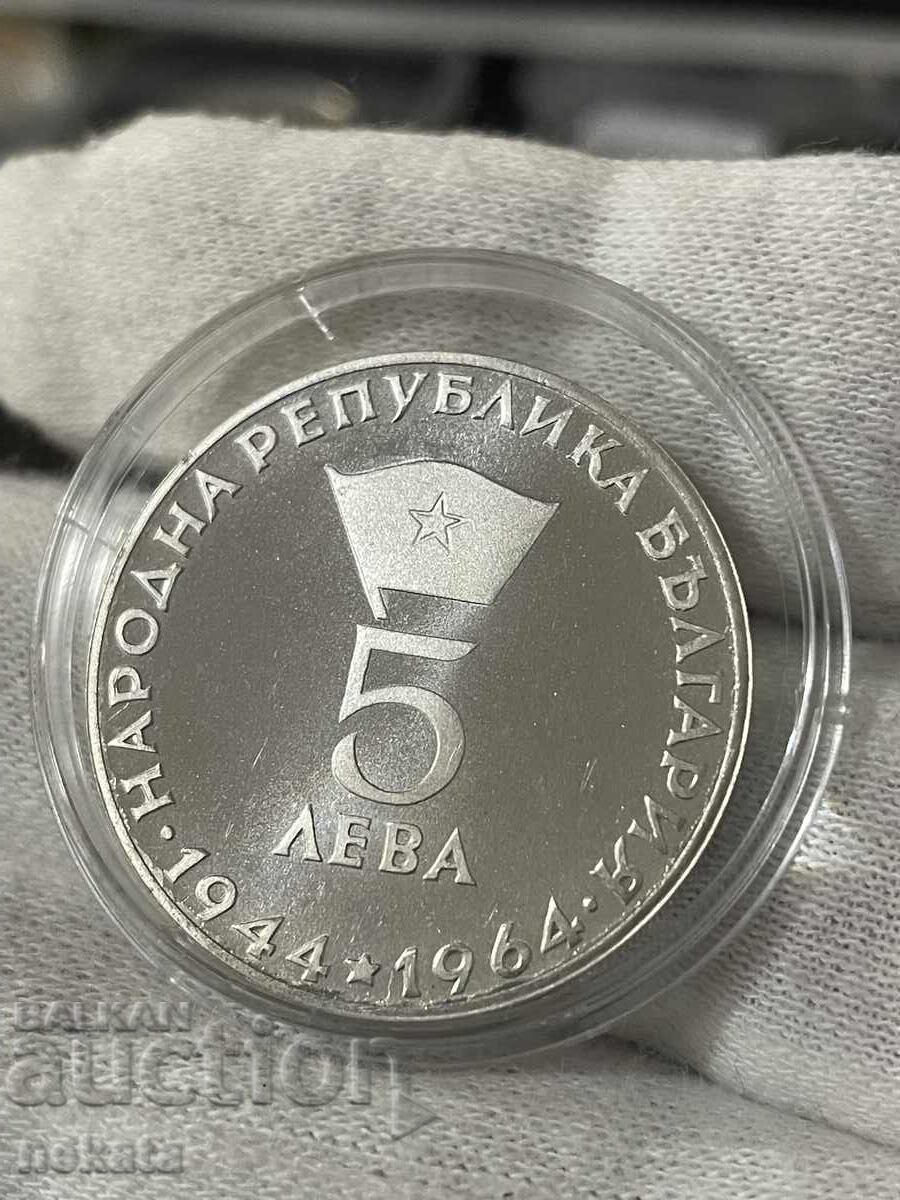 НАРОДНА РЕПУБЛИКА БЪЛГАРИЯ
5
ЛЕВА
· 1944 ★ 1964 ·
BALKAN
auction
nokata